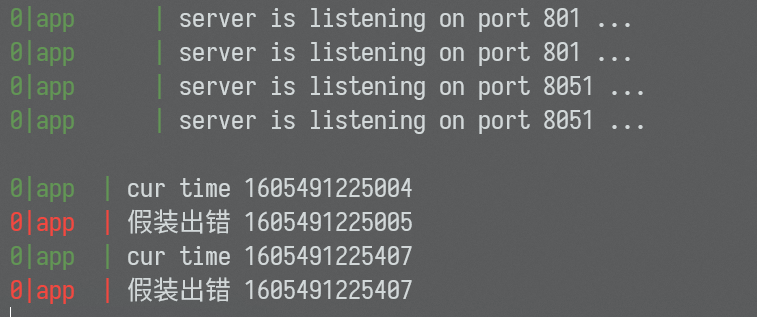 0|app      | server is listening on port 801 ...
0|app      | server is listening on port 801 ...
0|app      | server is listening on port 8051 ...
0|app      | server is listening on port 8051 ...
0|app  | cur time 1605491225004
0|app  | 假装出错 1605491225005
0|app  | cur time 1605491225407
0|app  | 假装出错 1605491225407